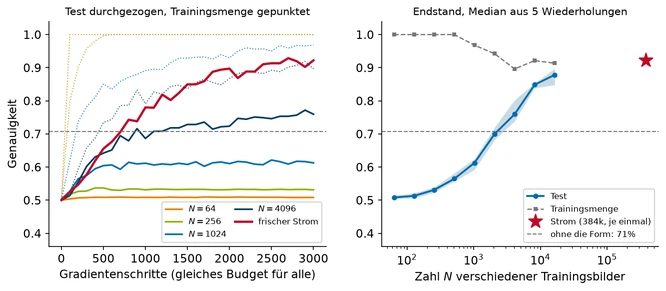 Test durchgezogen, Trainingsmenge gepunktet
Genauigkeit
1.0
0.9
0.8
0.7
0.6
0.5
0.4
0
500
1000
1500
2000
2500
3000
Gradientenschritte (gleiches Budget für alle)
N = 64
N = 256
N = 1024
N = 4096
frischer Strom
Endstand, Median aus 5 Wiederholungen
1.0
0.9
0.8
0.7
0.6
0.5
0.4
10²
10³
10⁴
10⁵
Zahl N verschiedener Trainingsbilder
Test
Trainingsmenge
Strom (384k, je einmal)
ohne die Form: 71%